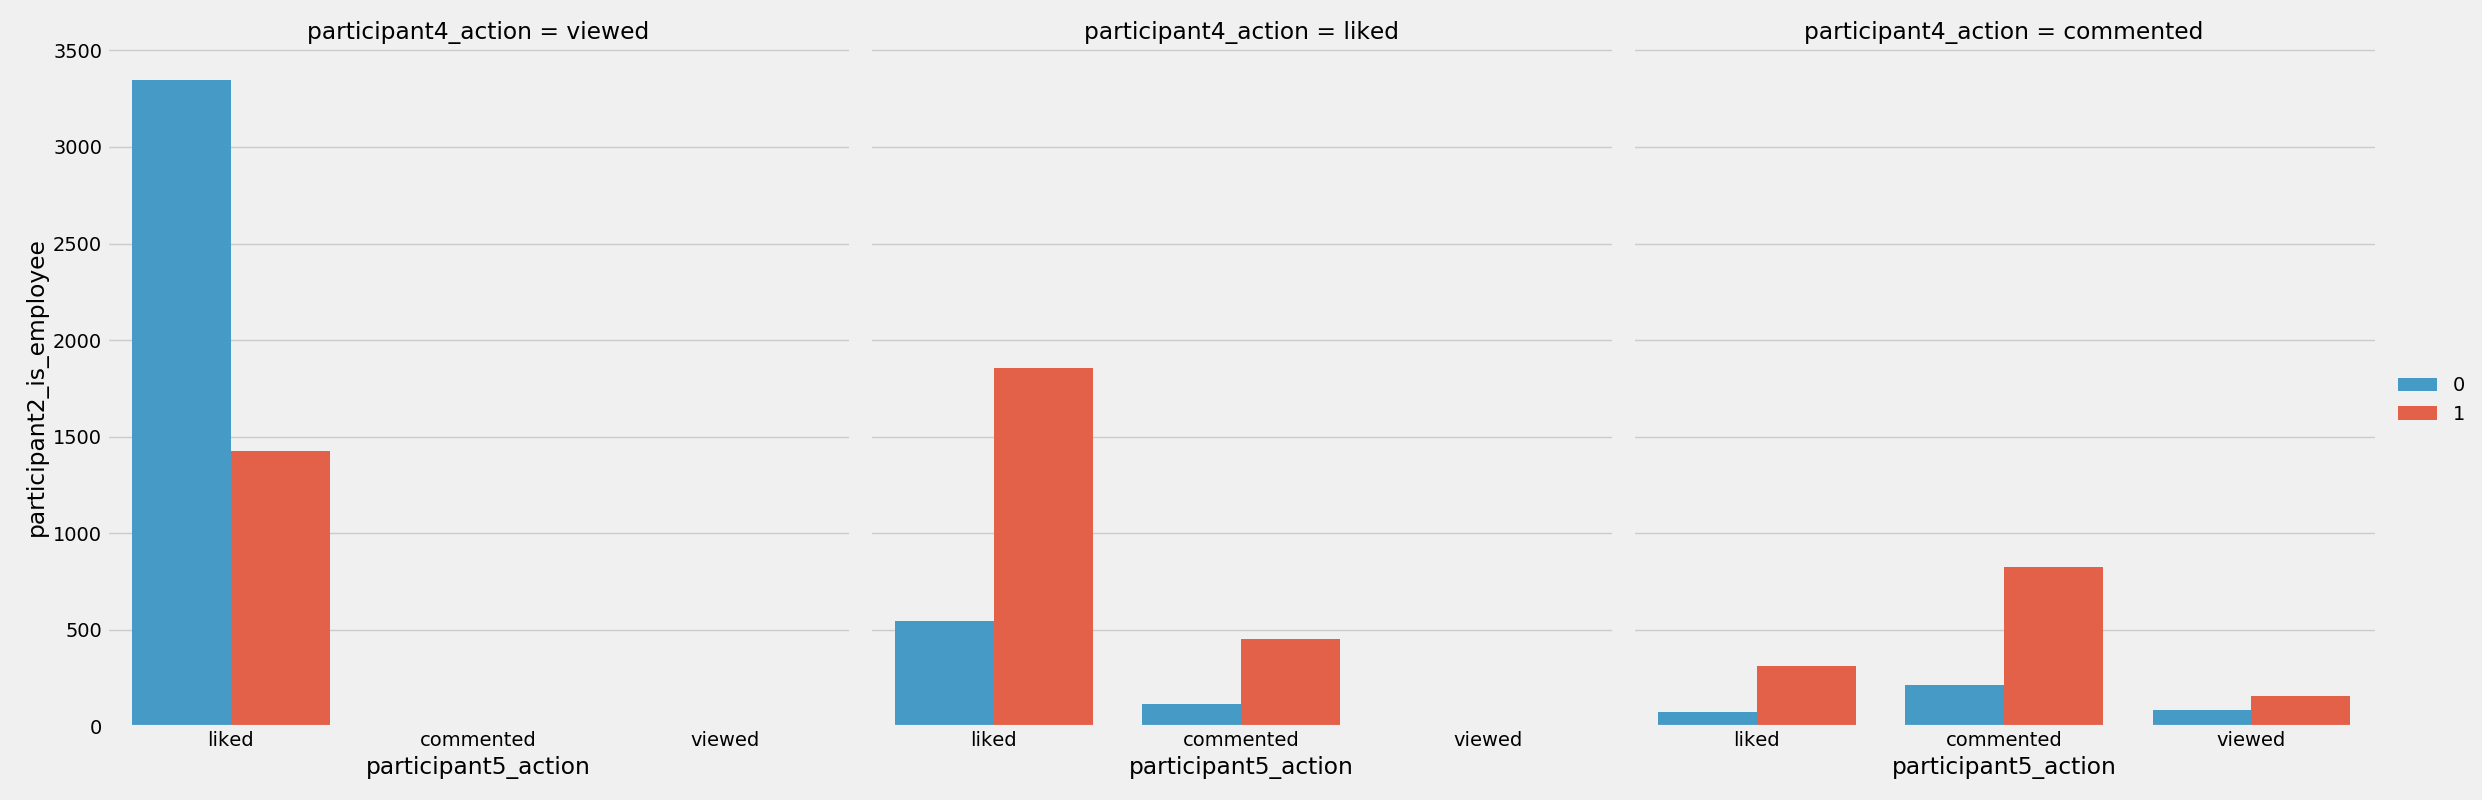 participant4_action = viewed
participant4_action = liked
participant4_action = commented
participant2_is_employee
3500
3000
2500
2000
1500
1000
500
0
liked commented viewed
participant5_action
liked commented viewed
participant5_action
liked commented viewed
participant5_action
0
1